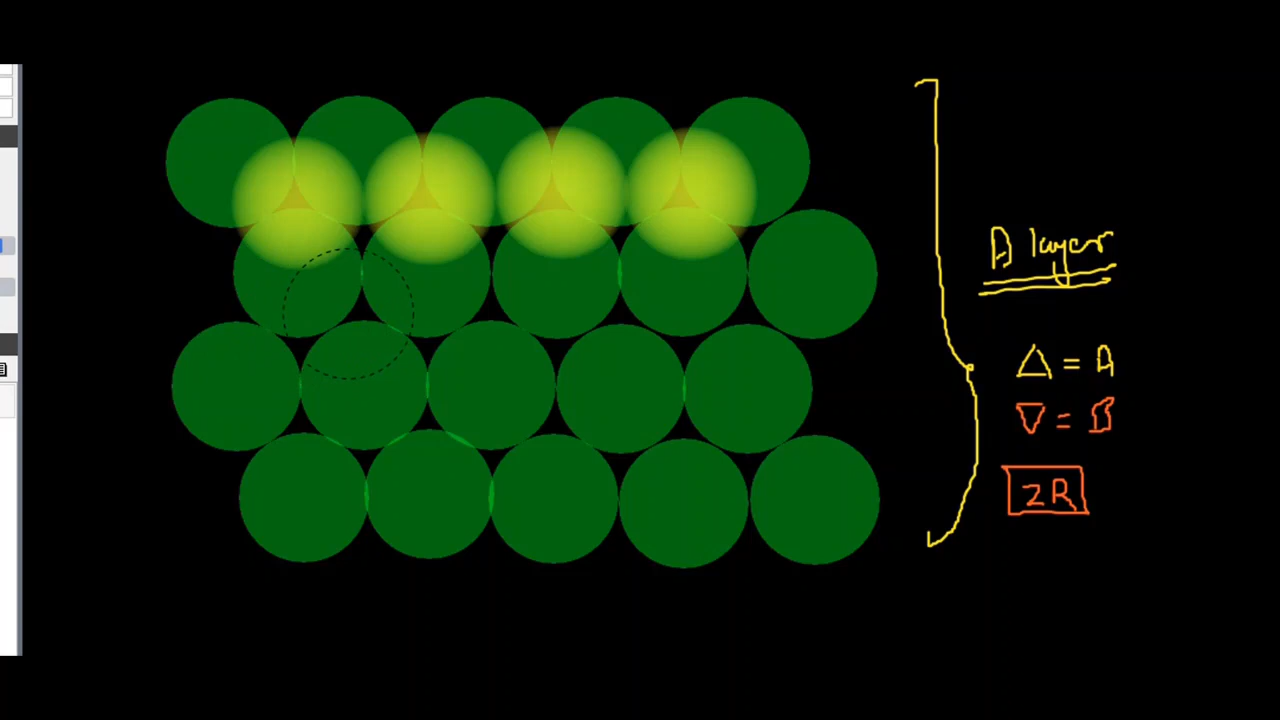 A layer
△ = A
▽ = B
2R